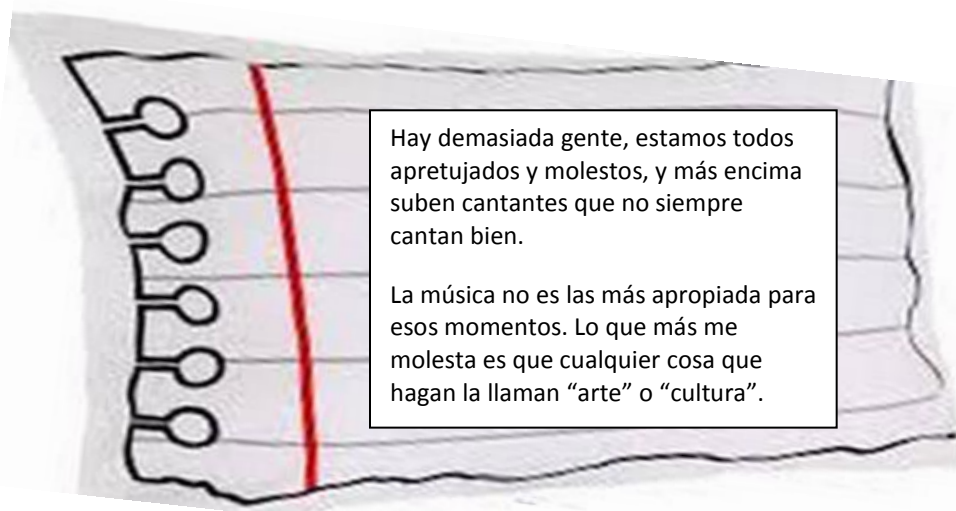 Hay demasiada gente, estamos todos
apretujados y molestos, y más encima
suben cantantes que no siempre
cantan bien.
La música no es las más apropiada para
esos momentos. Lo que más me
molesta es que cualquier cosa que
hagan la llaman “arte” o “cultura”.